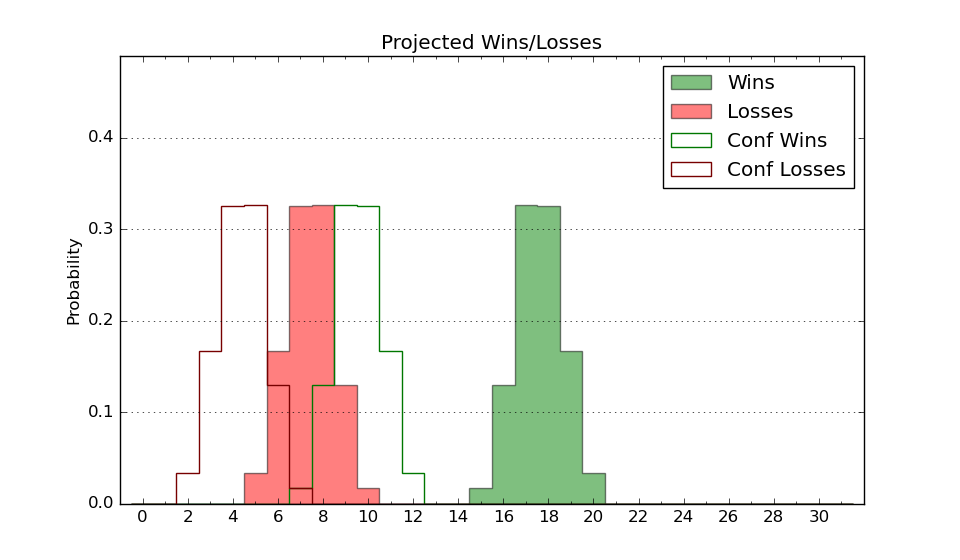 Projected Wins/Losses
Wins
Losses
Conf Wins
Conf Losses
Probability
0.4
0.3
0.2
0.1
0.0
0 2 4 6 8 10 12 14 16 18 20 22 24 26 28 30